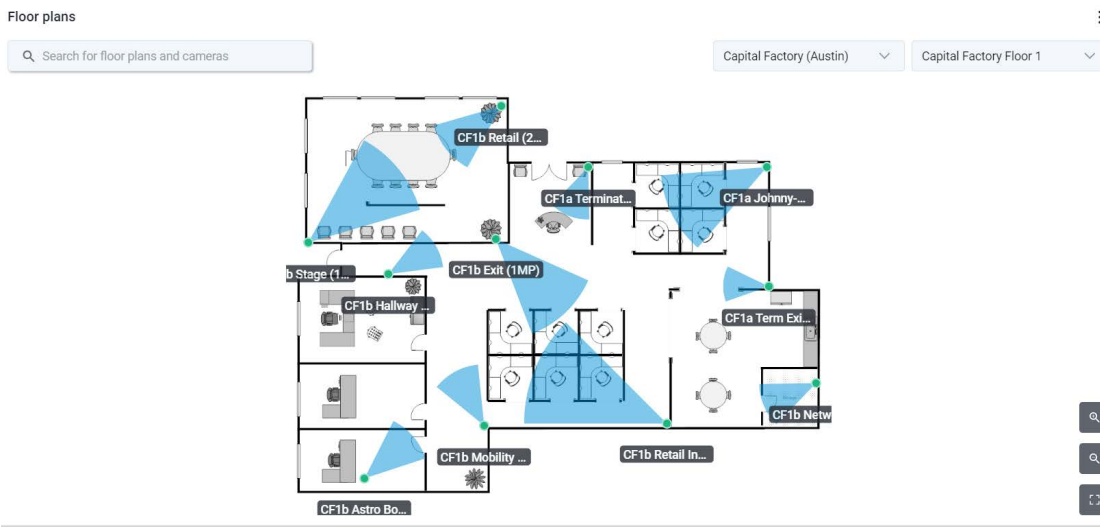 Floor plans
Search for floor plans and cameras
Capital Factory (Austin)
Capital Factory Floor 1
CF1b Retail (2...
CF1a Terminat...
CF1a Johnny-...
b Stage (1...
CF1b Exit (1MP)
CF1b Hallway ...
CF1a Term Exi...
CF1b Netw
CF1b Mobility ...
CF1b Retail In...
CF1b Astro Bo...